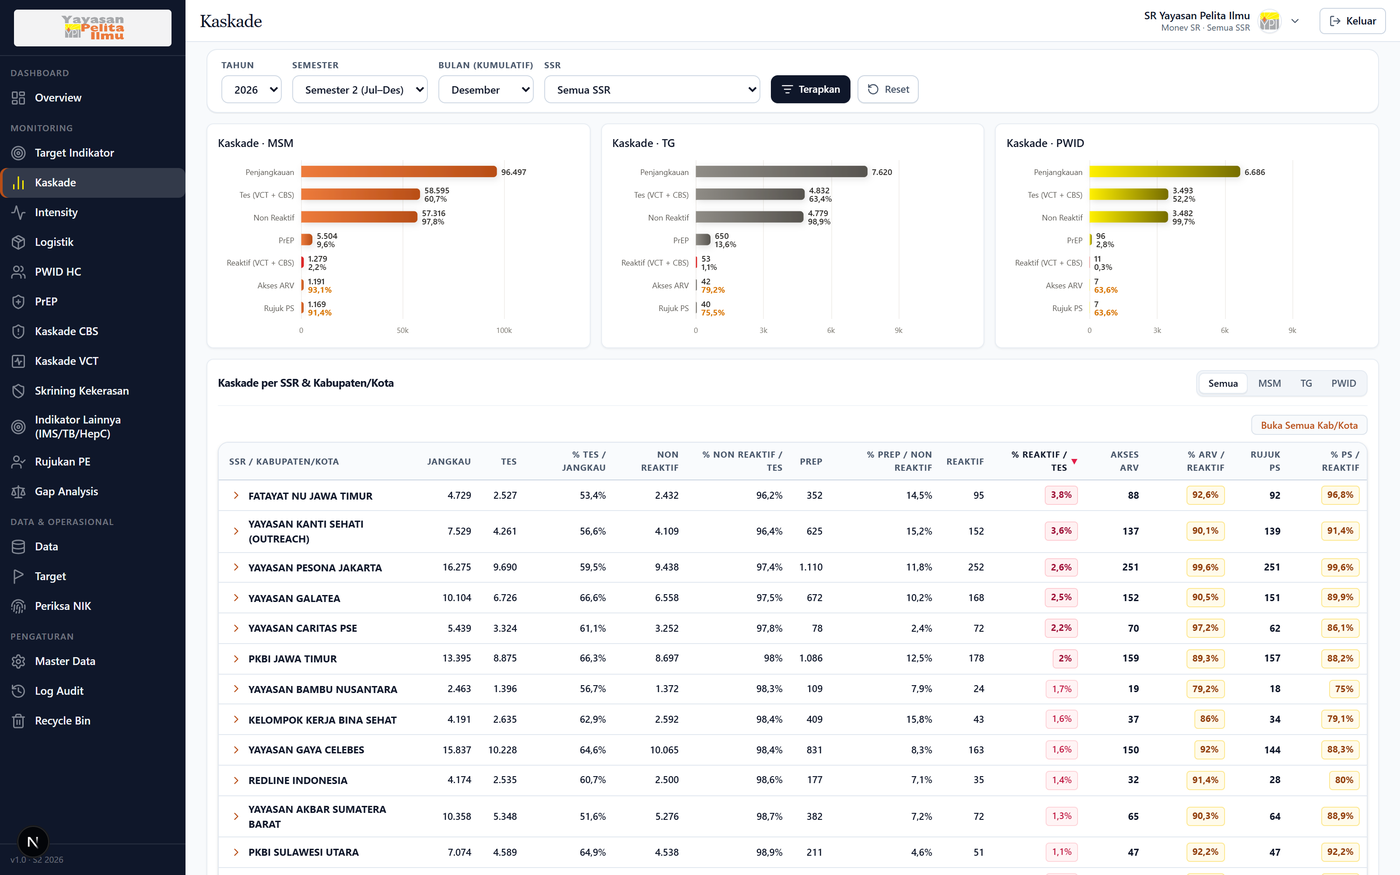 Yayasan
Pelita
Ilmu
YPI
DASHBOARD
Overview
MONITORING
Target Indikator
Kaskade
Intensity
Logistik
PWID HC
PrEP
Kaskade CBS
Kaskade VCT
Skrining Kekerasan
Indikator Lainnya
(IMS/TB/HepC)
Rujukan PE
Gap Analysis
DATA & OPERASIONAL
Data
Target
Periksa NIK
PENGATURAN
Master Data
Log Audit
Recycle Bin
N
v1.0 · S2 2026
Kaskade
SR Yayasan Pelita Ilmu
Monev SR · Semua SSR
Keluar
TAHUN SEMESTER BULAN (KUMULATIF) SSR
2026 Semester 2 (Jul–Des) Desember Semua SSR Terapkan Reset
Kaskade · MSM
Penjangkauan 96.497
Tes (VCT + CBS) 58.595 60,7%
Non Reaktif 57.316 97,8%
PrEP 5.504 9,6%
Reaktif (VCT + CBS) 1.279 2,2%
Akses ARV 1.191 93,1%
Rujuk PS 1.169 91,4%
0 50k 100k
Kaskade · TG
Penjangkauan 7.620
Tes (VCT + CBS) 4.832 63,4%
Non Reaktif 4.779 98,9%
PrEP 650 13,6%
Reaktif (VCT + CBS) 53 1,1%
Akses ARV 42 79,2%
Rujuk PS 40 75,5%
0 3k 6k 9k
Kaskade · PWID
Penjangkauan 6.686
Tes (VCT + CBS) 3.493 52,2%
Non Reaktif 3.482 99,7%
PrEP 96 2,8%
Reaktif (VCT + CBS) 11 0,3%
Akses ARV 7 63,6%
Rujuk PS 7 63,6%
0 3k 6k 9k
Kaskade per SSR & Kabupaten/Kota
Semua MSM TG PWID
Buka Semua Kab/Kota
SSR / KABUPATEN/KOTA JANGKAU TES % TES / JANGKAU NON REAKTIF % NON REAKTIF / TES PREP % PREP / NON REAKTIF REAKTIF % REAKTIF / TES ▼ AKSES ARV % ARV / REAKTIF RUJUK PS % PS / REAKTIF
FATAYAT NU JAWA TIMUR 4.729 2.527 53,4% 2.432 96,2% 352 14,5% 95 3,8% 88 92,6% 92 96,8%
YAYASAN KANTI SEHATI (OUTREACH) 7.529 4.261 56,6% 4.109 96,4% 625 15,2% 152 3,6% 137 90,1% 139 91,4%
YAYASAN PESONA JAKARTA 16.275 9.690 59,5% 9.438 97,4% 1.110 11,8% 252 2,6% 251 99,6% 251 99,6%
YAYASAN GALATEA 10.104 6.726 66,6% 6.558 97,5% 672 10,2% 168 2,5% 152 90,5% 151 89,9%
YAYASAN CARITAS PSE 5.439 3.324 61,1% 3.252 97,8% 78 2,4% 72 2,2% 70 97,2% 62 86,1%
PKBI JAWA TIMUR 13.395 8.875 66,3% 8.697 98% 1.086 12,5% 178 2% 159 89,3% 157 88,2%
YAYASAN BAMBU NUSANTARA 2.463 1.396 56,7% 1.372 98,3% 109 7,9% 24 1,7% 19 79,2% 18 75%
KELOMPOK KERJA BINA SEHAT 4.191 2.635 62,9% 2.592 98,4% 409 15,8% 43 1,6% 37 86% 34 79,1%
YAYASAN GAYA CELEBES 15.837 10.228 64,6% 10.065 98,4% 831 8,3% 163 1,6% 150 92% 144 88,3%
REDLINE INDONESIA 4.174 2.535 60,7% 2.500 98,6% 177 7,1% 35 1,4% 32 91,4% 28 80%
YAYASAN AKBAR SUMATERA BARAT 10.358 5.348 51,6% 5.276 98,7% 382 7,2% 72 1,3% 65 90,3% 64 88,9%
PKBI SULAWESI UTARA 7.074 4.589 64,9% 4.538 98,9% 211 4,6% 51 1,1% 47 92,2% 47 92,2%